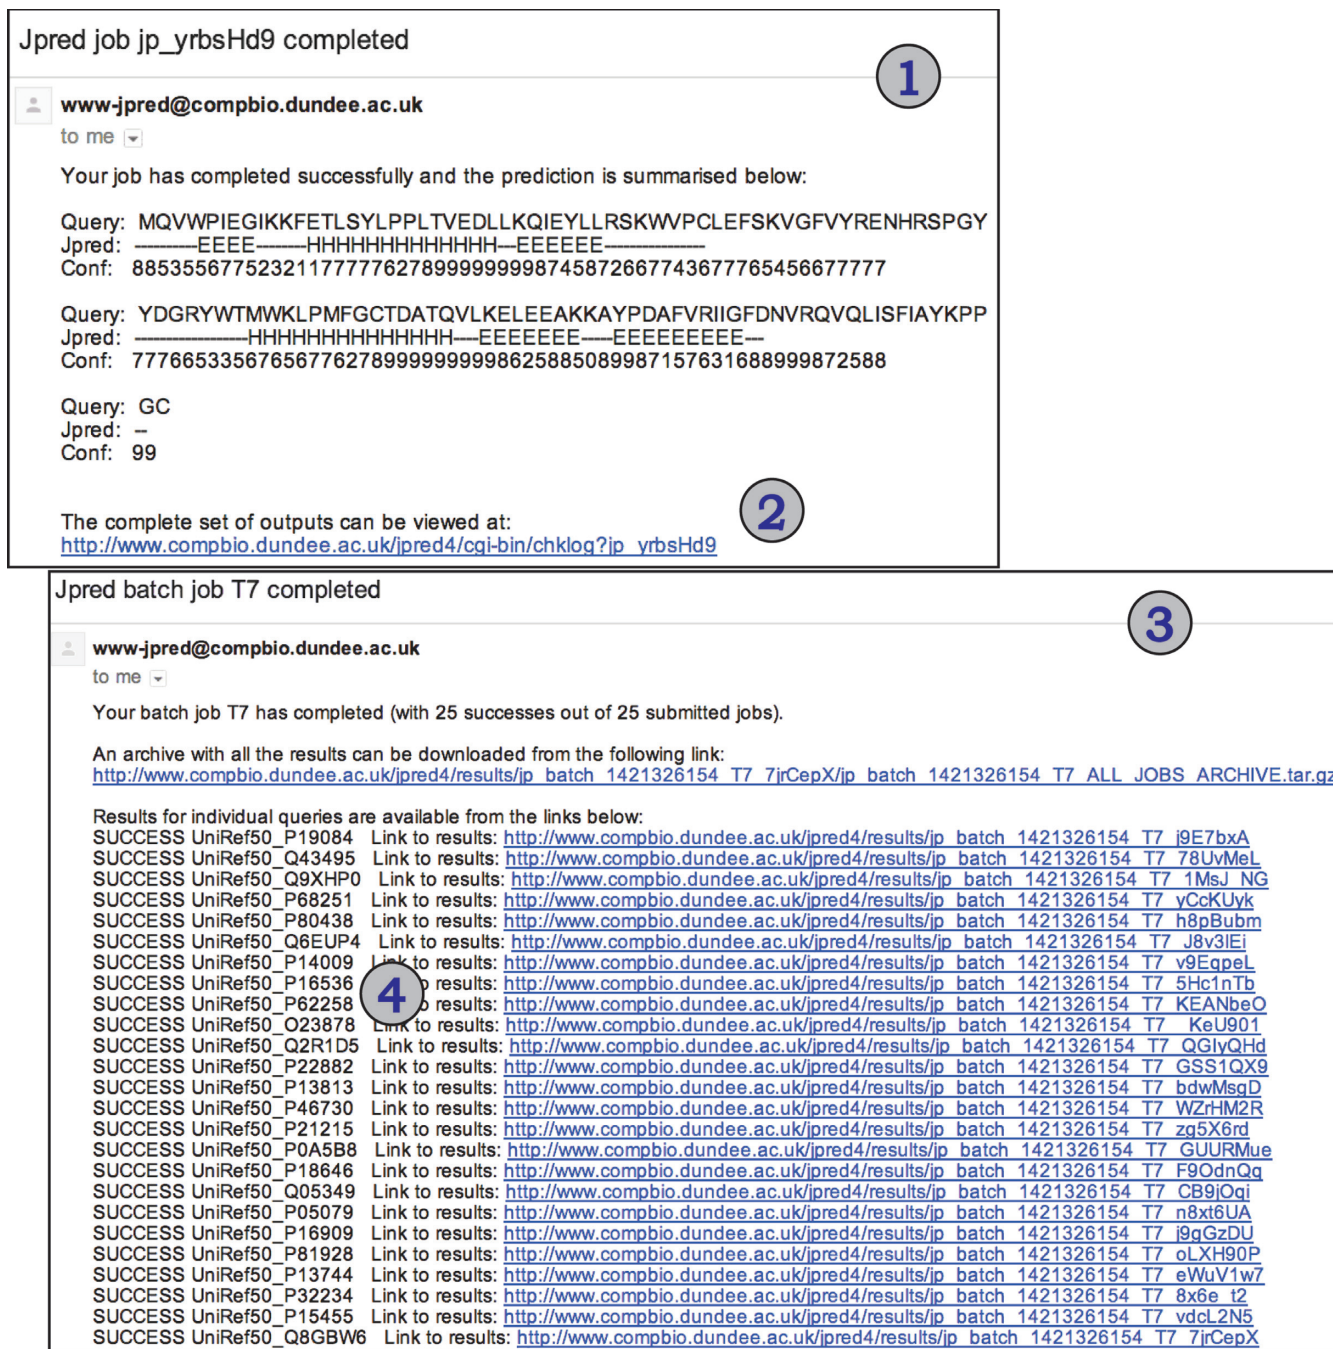 Jpred job jp_yrbsHd9 completed
1
www-jpred@compbio.dundee.ac.uk
to me
Your job has completed successfully and the prediction is summarised below:
Query: MQVWPIEGIKKFETLSYLPPLTVEDLLKQIEYLLRSKWVPCLEFSKVGFVYRENHRSPGY
Jpred: ----------EEEE--------HHHHHHHHHHHHHH---EEEEEE---------------
Conf: 885355677523211777776278999999999874587266774367776545667777
Query: YDGRYWTMWKLPMFGCTDATQVLKELEEAKKAYPDAFVRIIGFDNVRQVQLISFIAYKPP
Jpred: ------------------HHHHHHHHHHHHHHH----EEEEEEE-----EEEEEEEEE---
Conf: 7776653356765677627899999999998625885089987157631688999872588
Query: GC
Jpred: --
Conf: 99
2
The complete set of outputs can be viewed at:
http://www.compbio.dundee.ac.uk/jpred4/cgi-bin/chklog?jp_yrbsHd9
Jpred batch job T7 completed
3
www-jpred@compbio.dundee.ac.uk
to me
Your batch job T7 has completed (with 25 successes out of 25 submitted jobs).
An archive with all the results can be downloaded from the following link:
http://www.compbio.dundee.ac.uk/jpred4/results/jp_batch_1421326154_T7_7jrCepX/jp_batch_1421326154_T7_ALL_JOBS_ARCHIVE.tar.gz
Results for individual queries are available from the links below:
SUCCESS UniRef50_P19084 Link to results: http://www.compbio.dundee.ac.uk/jpred4/results/jp_batch_1421326154_T7_j9E7bxA
SUCCESS UniRef50_Q43495 Link to results: http://www.compbio.dundee.ac.uk/jpred4/results/jp_batch_1421326154_T7_78UvMeL
SUCCESS UniRef50_Q9XHP0 Link to results: http://www.compbio.dundee.ac.uk/jpred4/results/jp_batch_1421326154_T7_1MsJ_NG
SUCCESS UniRef50_P68251 Link to results: http://www.compbio.dundee.ac.uk/jpred4/results/jp_batch_1421326154_T7_yCcKUyk
SUCCESS UniRef50_P80438 Link to results: http://www.compbio.dundee.ac.uk/jpred4/results/jp_batch_1421326154_T7_h8pBubm
SUCCESS UniRef50_Q6EUP4 Link to results: http://www.compbio.dundee.ac.uk/jpred4/results/jp_batch_1421326154_T7_J8v3lEi
SUCCESS UniRef50_P14009 Link to results: http://www.compbio.dundee.ac.uk/jpred4/results/jp_batch_1421326154_T7_v9EqpeL
SUCCESS UniRef50_P16536 4 o results: http://www.compbio.dundee.ac.uk/jpred4/results/jp_batch_1421326154_T7_5Hc1nTb
SUCCESS UniRef50_P62258 o results: http://www.compbio.dundee.ac.uk/jpred4/results/jp_batch_1421326154_T7_KEANbeO
SUCCESS UniRef50_O23878 Link to results: http://www.compbio.dundee.ac.uk/jpred4/results/jp_batch_1421326154_T7__KeU901
SUCCESS UniRef50_Q2R1D5 Link to results: http://www.compbio.dundee.ac.uk/jpred4/results/jp_batch_1421326154_T7_QGIyQHd
SUCCESS UniRef50_P22882 Link to results: http://www.compbio.dundee.ac.uk/jpred4/results/jp_batch_1421326154_T7_GSS1QX9
SUCCESS UniRef50_P13813 Link to results: http://www.compbio.dundee.ac.uk/jpred4/results/jp_batch_1421326154_T7_bdwMsgD
SUCCESS UniRef50_P46730 Link to results: http://www.compbio.dundee.ac.uk/jpred4/results/jp_batch_1421326154_T7_WZrHM2R
SUCCESS UniRef50_P21215 Link to results: http://www.compbio.dundee.ac.uk/jpred4/results/jp_batch_1421326154_T7_zg5X6rd
SUCCESS UniRef50_P0A5B8 Link to results: http://www.compbio.dundee.ac.uk/jpred4/results/jp_batch_1421326154_T7_GUURMue
SUCCESS UniRef50_P18646 Link to results: http://www.compbio.dundee.ac.uk/jpred4/results/jp_batch_1421326154_T7_F9OdnQq
SUCCESS UniRef50_Q05349 Link to results: http://www.compbio.dundee.ac.uk/jpred4/results/jp_batch_1421326154_T7_CB9jOqi
SUCCESS UniRef50_P05079 Link to results: http://www.compbio.dundee.ac.uk/jpred4/results/jp_batch_1421326154_T7_n8xt6UA
SUCCESS UniRef50_P16909 Link to results: http://www.compbio.dundee.ac.uk/jpred4/results/jp_batch_1421326154_T7_j9gGzDU
SUCCESS UniRef50_P81928 Link to results: http://www.compbio.dundee.ac.uk/jpred4/results/jp_batch_1421326154_T7_oLXH90P
SUCCESS UniRef50_P13744 Link to results: http://www.compbio.dundee.ac.uk/jpred4/results/jp_batch_1421326154_T7_eWuV1w7
SUCCESS UniRef50_P32234 Link to results: http://www.compbio.dundee.ac.uk/jpred4/results/jp_batch_1421326154_T7_8x6e_t2
SUCCESS UniRef50_P15455 Link to results: http://www.compbio.dundee.ac.uk/jpred4/results/jp_batch_1421326154_T7_vdcL2N5
SUCCESS UniRef50_Q8GBW6 Link to results: http://www.compbio.dundee.ac.uk/jpred4/results/jp_batch_1421326154_T7_7jrCepX